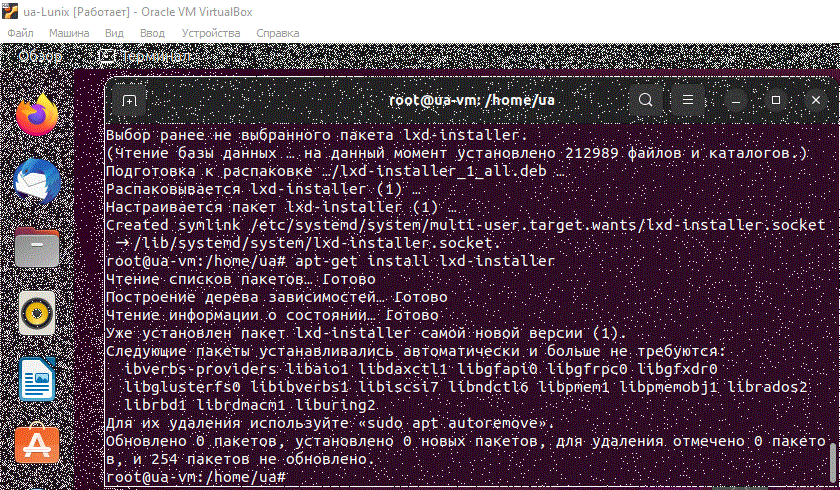 ua-Lunix [Работает] - Oracle VM VirtualBox
Файл Машина Вид Ввод Устройства Справка
Обзор Терминал
root@ua-vm: /home/ua
Выбор ранее не выбранного пакета lxd-installer.
(Чтение базы данных … на данный момент установлено 212989 файлов и каталогов.)
Подготовка к распаковке …/lxd-installer_1_all.deb …
Распаковывается lxd-installer (1) …
Настраивается пакет lxd-installer (1) …
Created symlink /etc/systemd/system/multi-user.target.wants/lxd-installer.socket
→ /lib/systemd/system/lxd-installer.socket.
root@ua-vm:/home/ua# apt-get install lxd-installer
Чтение списков пакетов… Готово
Построение дерева зависимостей… Готово
Чтение информации о состоянии… Готово
Уже установлен пакет lxd-installer самой новой версии (1).
Следующие пакеты устанавливались автоматически и больше не требуются:
libverbs-providers libaio1 libdaxctl1 libgfapi0 libgfrpc0 libgfxdr0
libglusterfs0 libibverbs1 libiscsi7 libndctl6 libpmem1 libpmemobj1 librados2
librbd1 librdmacm1 liburing2
Для их удаления используйте «sudo apt autoremove».
Обновлено 0 пакетов, установлено 0 новых пакетов, для удаления отмечено 0 пакето
в, и 254 пакетов не обновлено.
root@ua-vm:/home/ua#